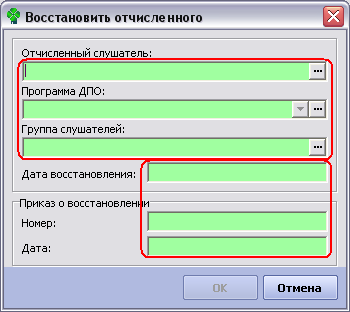 Восстановить отчисленного
Отчисленный слушатель:
Программа ДПО:
Группа слушателей:
Дата восстановления:
Приказ о восстановлении
Номер:
Дата:
OK
Отмена